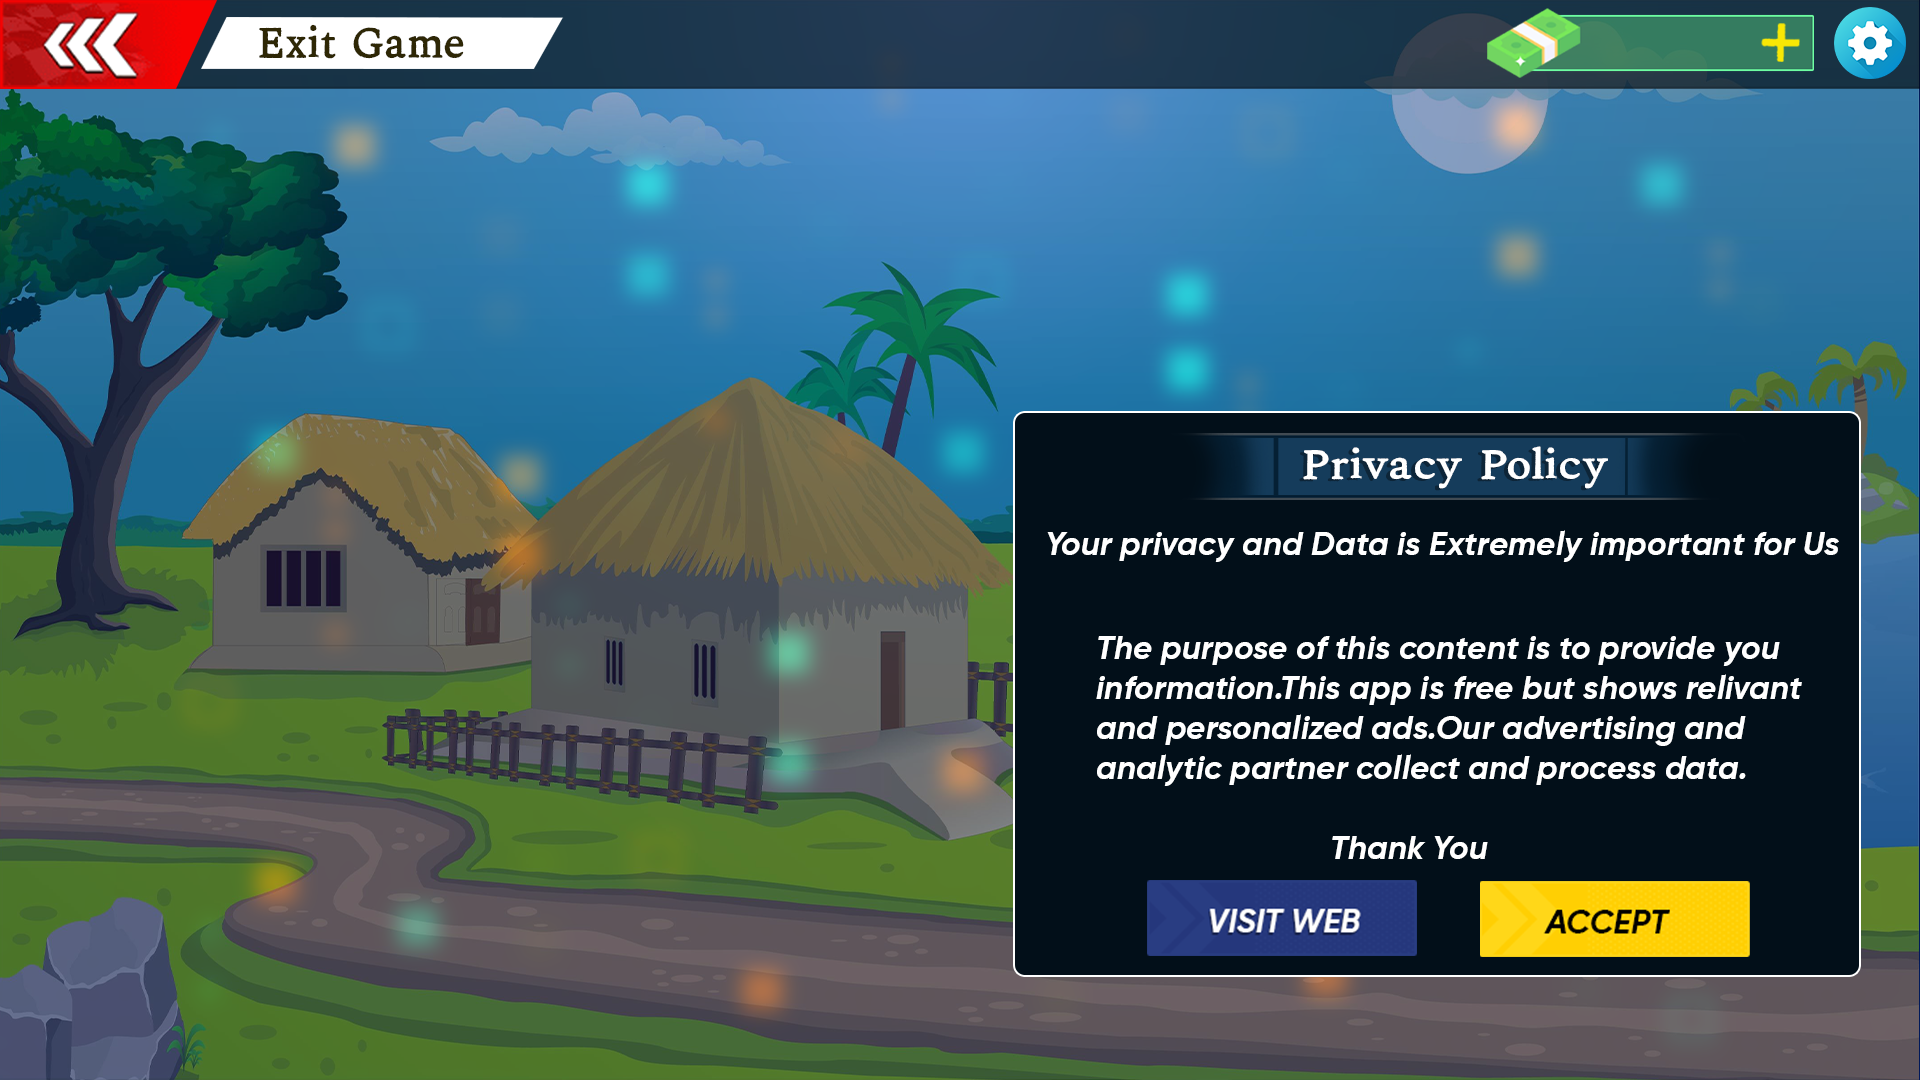 Exit Game
Privacy Policy
Your privacy and Data is Extremely important for Us
The purpose of this content is to provide you
information.This app is free but shows relivant
and personalized ads.Our advertising and
analytic partner collect and process data.
Thank You
VISIT WEB
ACCEPT